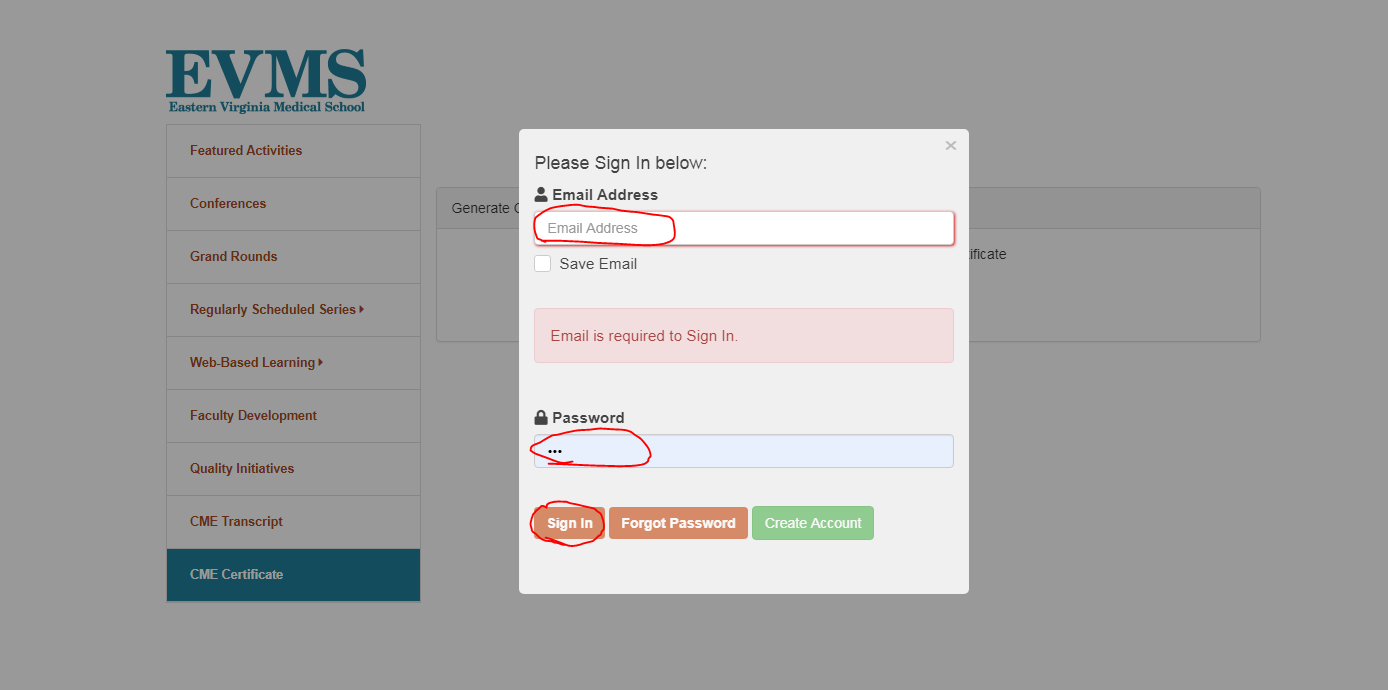 EVMS
Eastern Virginia Medical School
Featured Activities
Conferences
Grand Rounds
Regularly Scheduled Series
Web-Based Learning
Faculty Development
Quality Initiatives
CME Transcript
CME Certificate
Generate
×
Please Sign In below:
Email Address
Email Address
Save Email
Email is required to Sign In.
Password
•••
Sign In Forgot Password Create Account